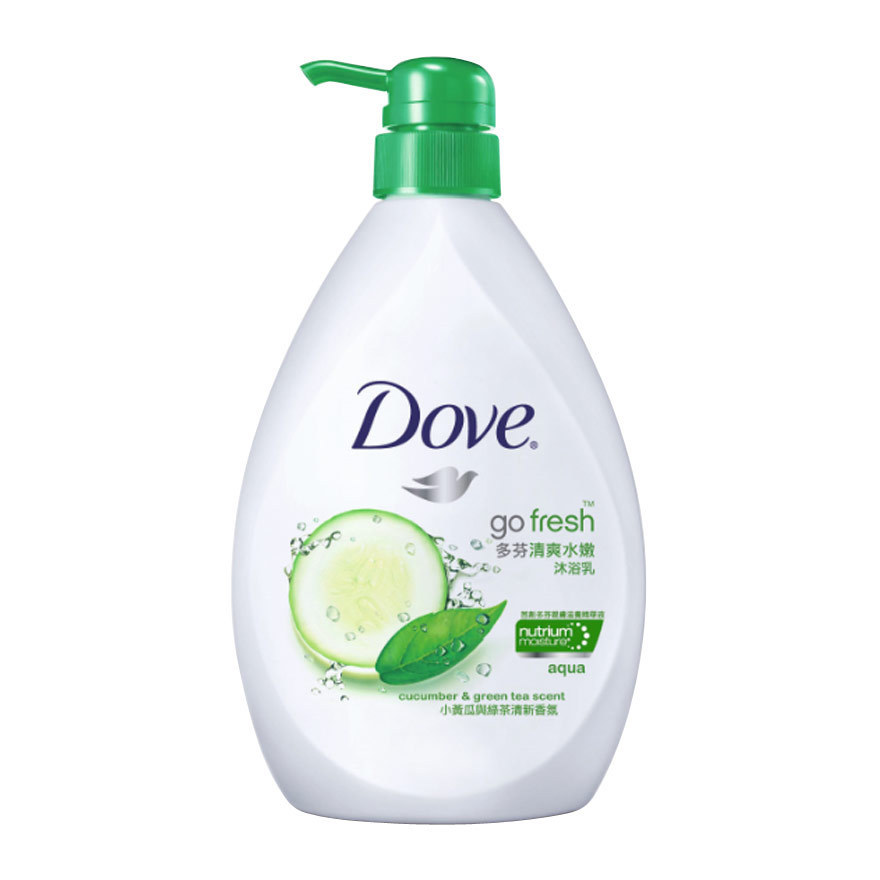 Dove®
go fresh™
多芬清爽水嫩
沐浴乳
nutrium
moisture
aqua
cucumber & green tea scent
小黃瓜與綠茶清新香氛